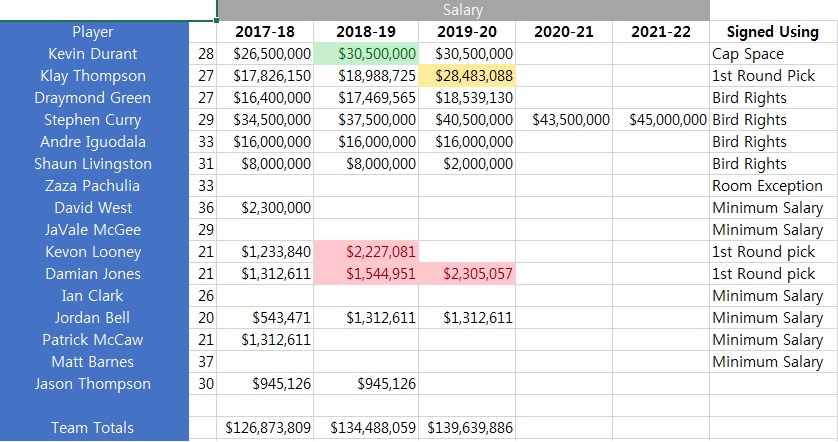 Salary
Player 2017-18 2018-19 2019-20 2020-21 2021-22 Signed Using
Kevin Durant 28 $26,500,000 $30,500,000 $30,500,000 Cap Space
Klay Thompson 27 $17,826,150 $18,988,725 $28,483,088 1st Round Pick
Draymond Green 27 $16,400,000 $17,469,565 $18,539,130 Bird Rights
Stephen Curry 29 $34,500,000 $37,500,000 $40,500,000 $43,500,000 $45,000,000 Bird Rights
Andre Iguodala 33 $16,000,000 $16,000,000 $16,000,000 Bird Rights
Shaun Livingston 31 $8,000,000 $8,000,000 $2,000,000 Bird Rights
Zaza Pachulia 33 Room Exception
David West 36 $2,300,000 Minimum Salary
JaVale McGee 29 Minimum Salary
Kevon Looney 21 $1,233,840 $2,227,081 1st Round pick
Damian Jones 21 $1,312,611 $1,544,951 $2,305,057 1st Round pick
Ian Clark 26 Minimum Salary
Jordan Bell 20 $543,471 $1,312,611 $1,312,611 Minimum Salary
Patrick McCaw 21 $1,312,611 Minimum Salary
Matt Barnes 37 Minimum Salary
Jason Thompson 30 $945,126 $945,126
Team Totals $126,873,809 $134,488,059 $139,639,886